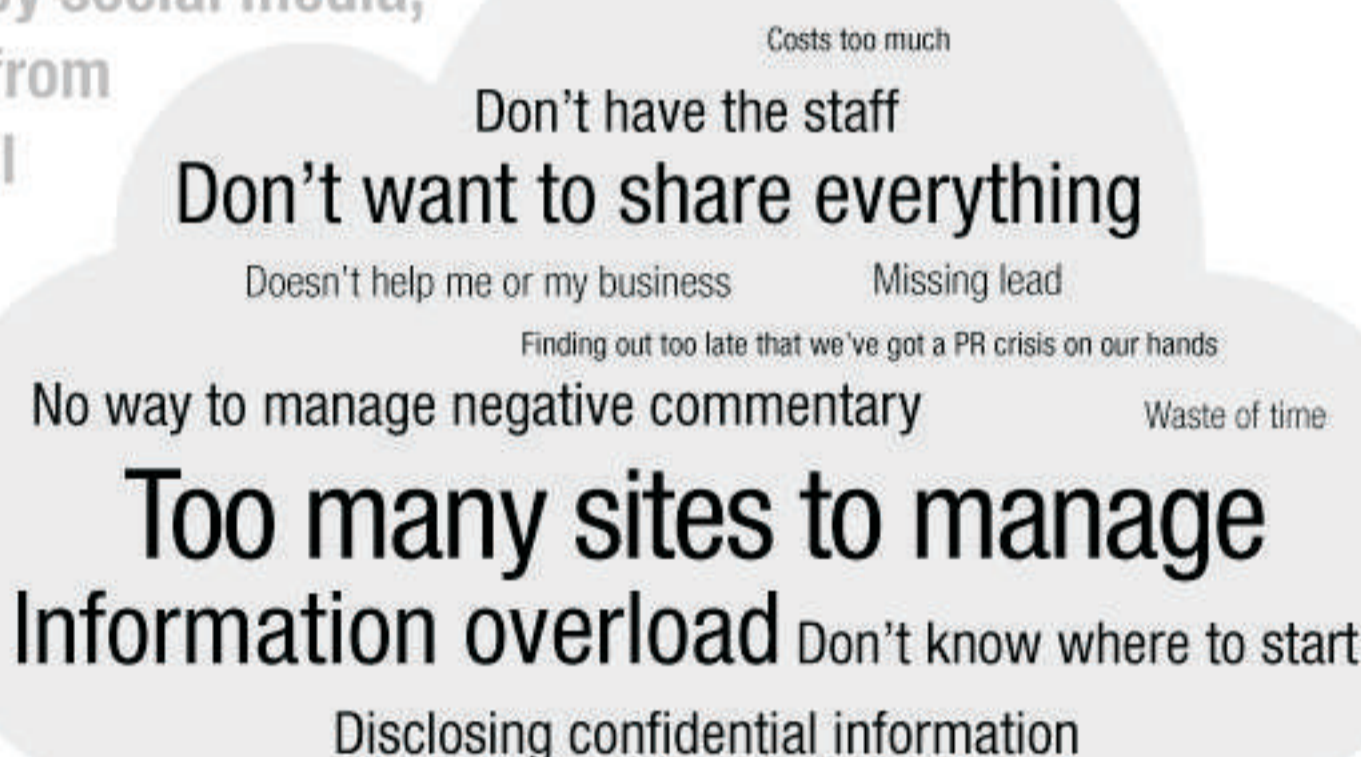 by social media,
from
Costs too much
Don't have the staff
Don't want to share everything
Doesn't help me or my business Missing lead
Finding out too late that we've got a PR crisis on our hands
No way to manage negative commentary Waste of time
Too many sites to manage
Information overload Don't know where to start
Disclosing confidential information